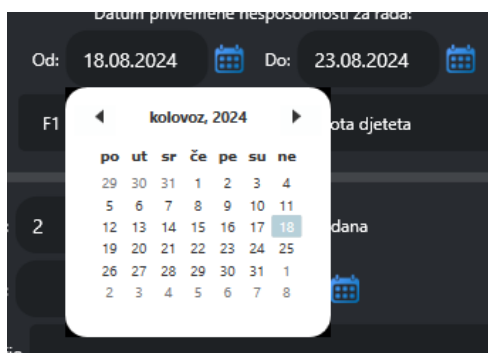 Datum privremene nesposobnosti za rada:
Od: 18.08.2024 Do: 23.08.2024
F1 ota djeteta
kolovoz, 2024
po ut sr če pe su ne
29 30 31 1 2 3 4
5 6 7 8 9 10 11
12 13 14 15 16 17 18
2 dana
19 20 21 22 23 24 25
26 27 28 29 30 31 1
2 3 4 5 6 7 8